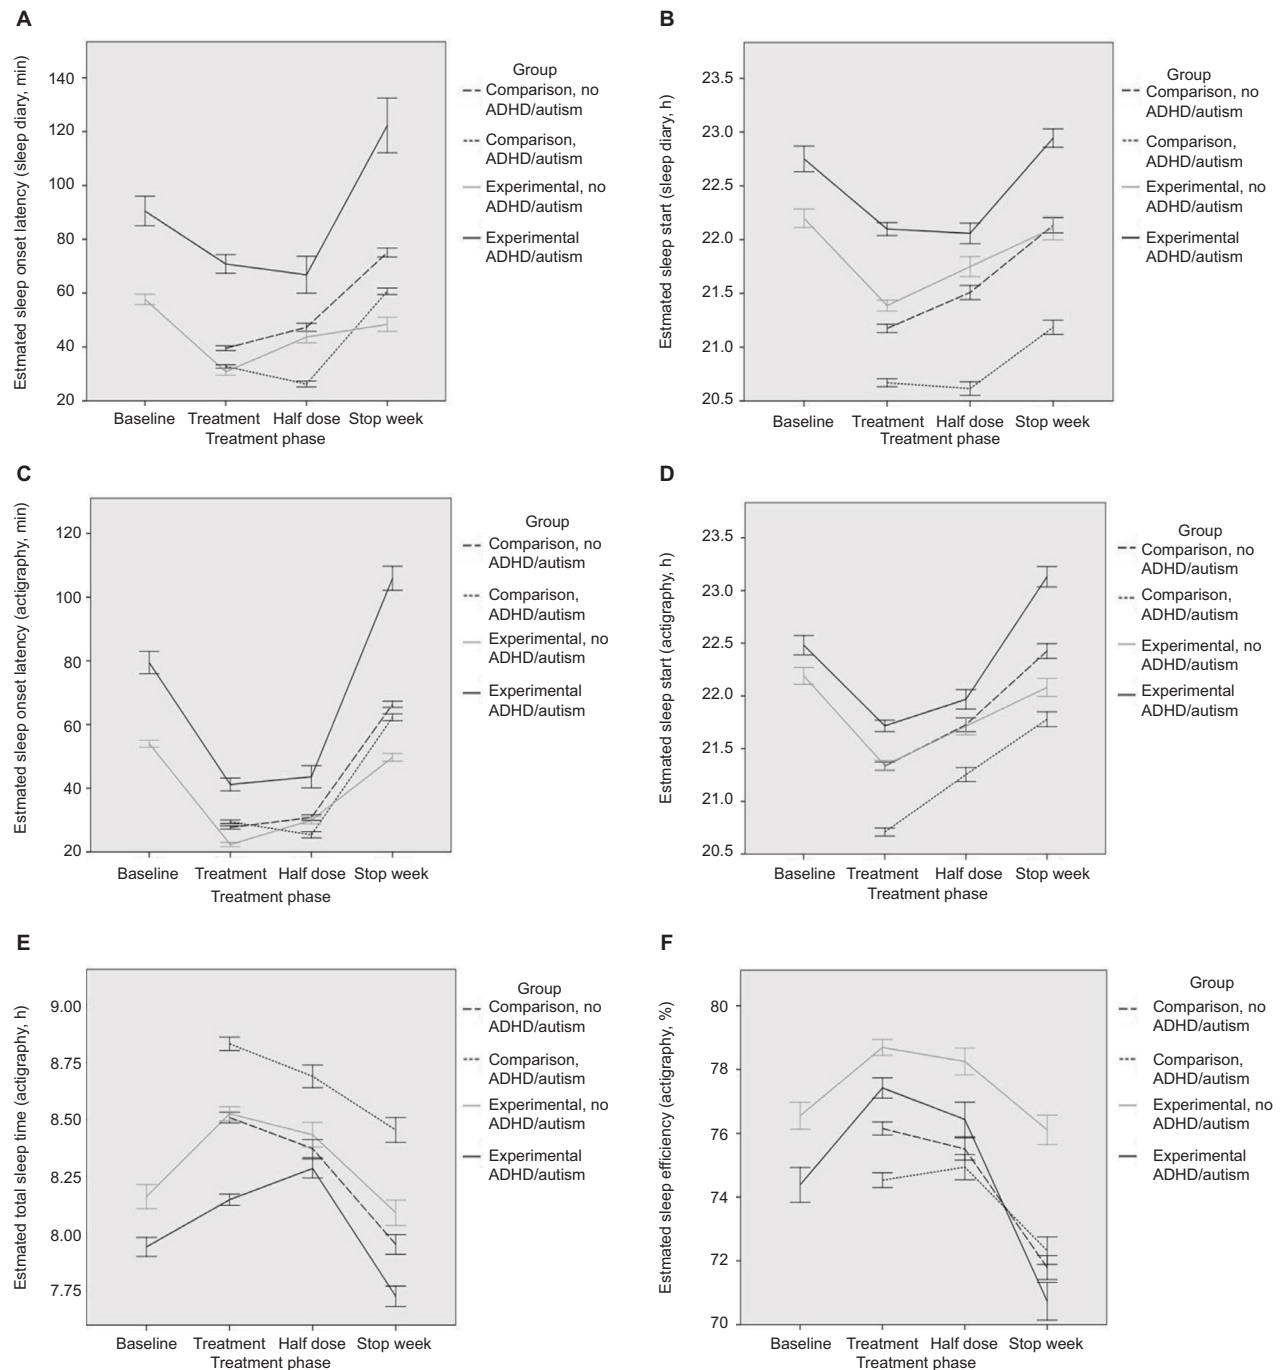 A
Estmated sleep onset latency (sleep diary, min)
140
120
100
80
60
40
20
Baseline Treatment Half dose Stop week
Treatment phase
Group
Comparison, no
ADHD/autism
Comparison,
ADHD/autism
Experimental, no
ADHD/autism
Experimental
ADHD/autism
B
Estmated sleep start (sleep diary, h)
23.5
23.0
22.5
22.0
21.5
21.0
20.5
Baseline Treatment Half dose Stop week
Treatment phase
Group
Comparison, no
ADHD/autism
Comparison,
ADHD/autism
Experimental, no
ADHD/autism
Experimental
ADHD/autism
C
Estmated sleep onset latency (actigraphy, min)
120
100
80
60
40
20
Baseline Treatment Half dose Stop week
Treatment phase
Group
Comparison, no
ADHD/autism
Comparison,
ADHD/autism
Experimental, no
ADHD/autism
Experimental
ADHD/autism
D
Estmated sleep start (actigraphy, h)
23.5
23.0
22.5
22.0
21.5
21.0
20.5
Baseline Treatment Half dose Stop week
Treatment phase
Group
Comparison, no
ADHD/autism
Comparison,
ADHD/autism
Experimental, no
ADHD/autism
Experimental
ADHD/autism
E
Estmated total sleep time (actigraphy, h)
9.00
8.75
8.50
8.25
8.00
7.75
Baseline Treatment Half dose Stop week
Treatment phase
Group
Comparison, no
ADHD/autism
Comparison,
ADHD/autism
Experimental, no
ADHD/autism
Experimental
ADHD/autism
F
Estmated sleep efficiency (actigraphy, %)
80
78
76
74
72
70
Baseline Treatment Half dose Stop week
Treatment phase
Group
Comparison, no
ADHD/autism
Comparison,
ADHD/autism
Experimental, no
ADHD/autism
Experimental
ADHD/autism